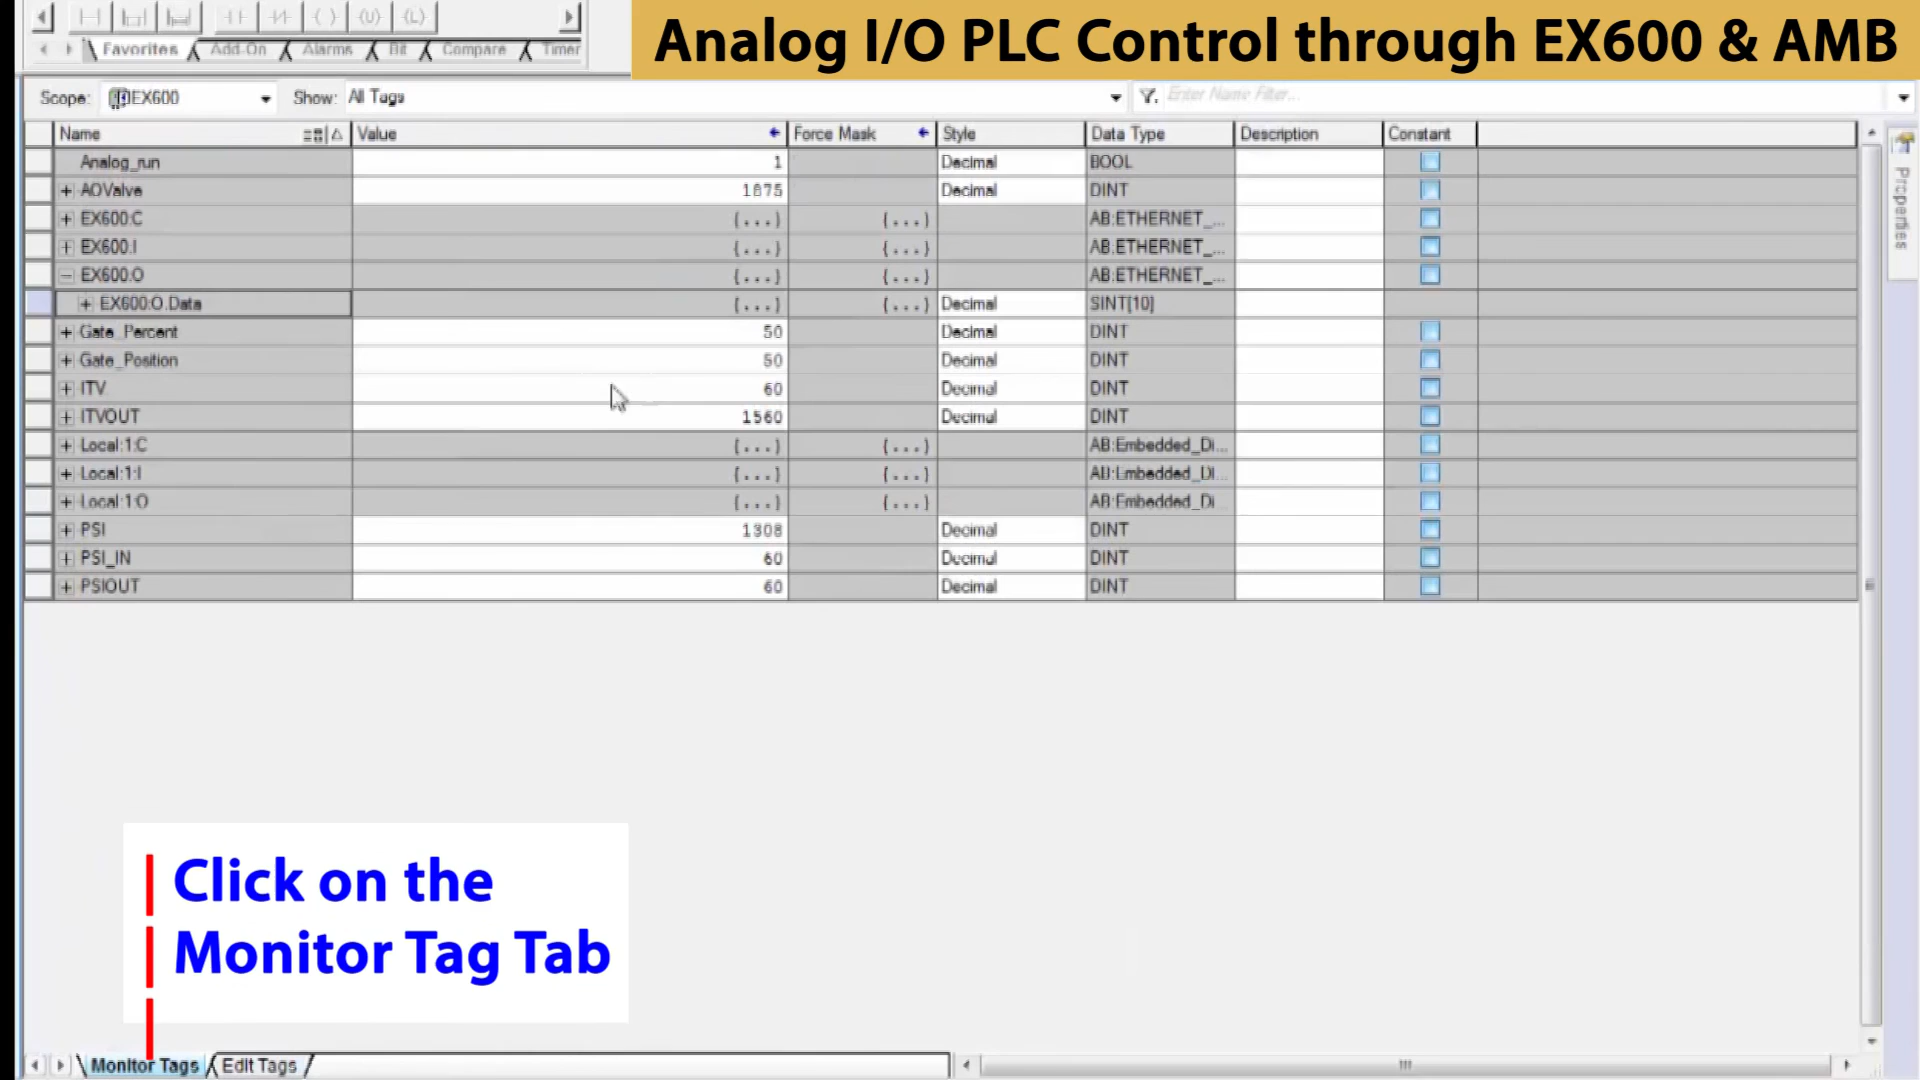 Analog I/O PLC Control through EX600 & AMB
Favorites Add-On Alarms Bit Compare Timer
Scope: EX600 Show: All Tags Enter Name Filter...
Name Value Force Mask Style Data Type Description Constant
Analog_run 1 Decimal BOOL
AOValve 1875 Decimal DINT
EX600:C {...} {...} AB:ETHERNET_...
EX600:I {...} {...} AB:ETHERNET_...
EX600:O {...} {...} AB:ETHERNET_...
EX600:O.Data {...} {...} Decimal SINT[10]
Gate_Percent 50 Decimal DINT
Gate_Position 50 Decimal DINT
ITV 60 Decimal DINT
ITVOUT 1560 Decimal DINT
Local:1:C {...} {...} AB:Embedded_Di...
Local:1:I {...} {...} AB:Embedded_Di...
Local:1:O {...} {...} AB:Embedded_Di
PSI 1308 Decimal DINT
PSI_IN 60 Decimal DINT
PSIOUT 60 Decimal DINT
Properties
Click on the
Monitor Tag Tab
Monitor Tags Edit Tags